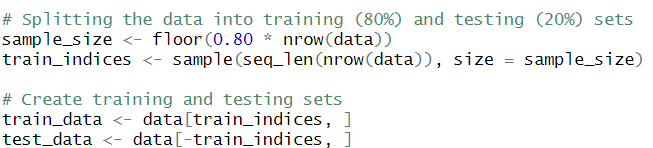 # Splitting the data into training (80%) and testing (20%) sets
sample_size <- floor(0.80 * nrow(data))
train_indices <- sample(seq_len(nrow(data)), size = sample_size)
# Create training and testing sets
train_data <- data[train_indices, ]
test_data <- data[-train_indices, ]